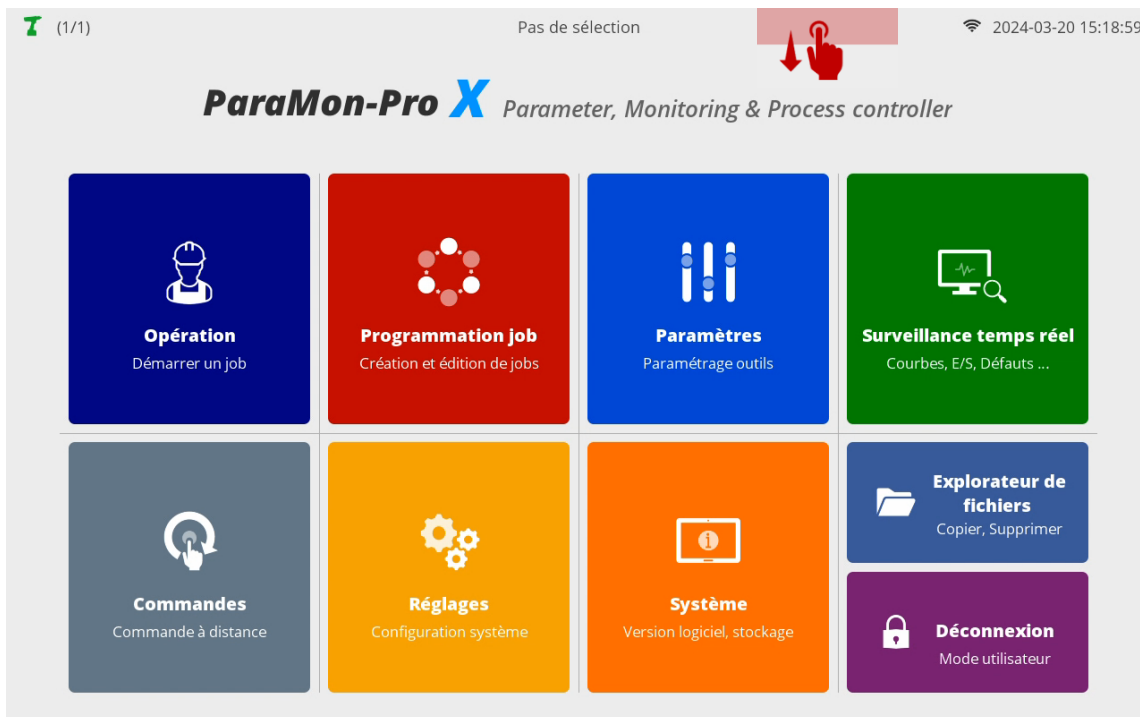 (1/1)
Pas de sélection
2024-03-20 15:18:59
ParaMon-Pro X Parameter, Monitoring & Process controller
Opération
Démarrer un job
Programmation job
Création et édition de jobs
Paramètres
Paramétrage outils
Surveillance temps réel
Courbes, E/S, Défauts ...
Commandes
Commande à distance
Réglages
Configuration système
Système
Version logiciel, stockage
Explorateur de
fichiers
Copier, Supprimer
Déconnexion
Mode utilisateur